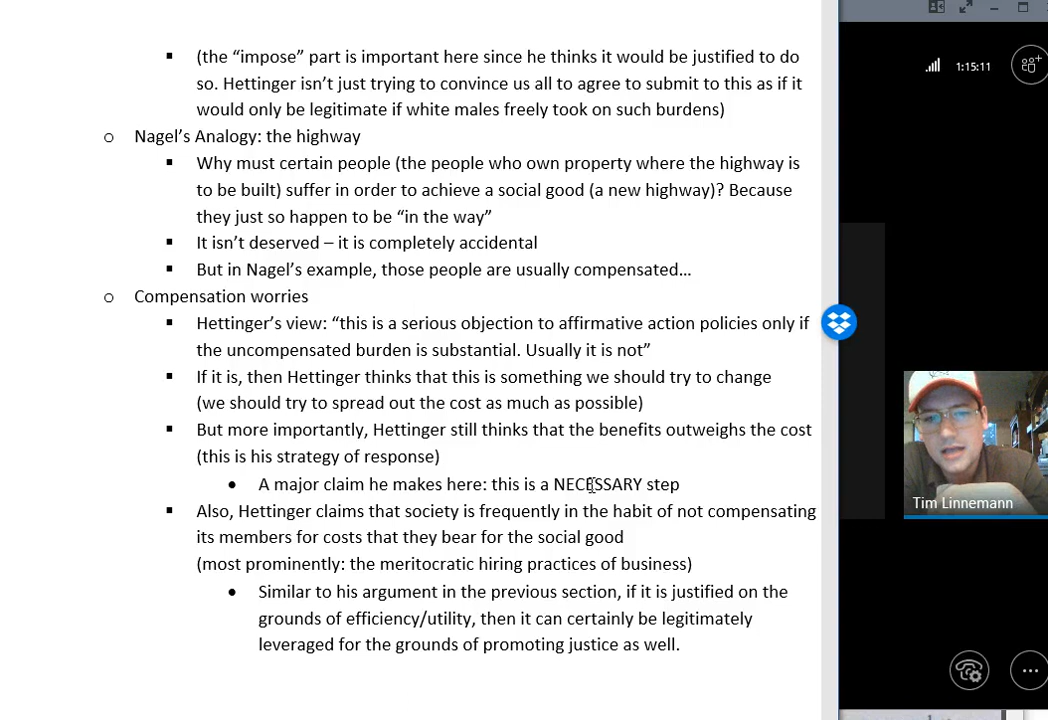 ▪ (the “impose” part is important here since he thinks it would be justified to do
so. Hettinger isn’t just trying to convince us all to agree to submit to this as if it
would only be legitimate if white males freely took on such burdens)
o Nagel’s Analogy: the highway
▪ Why must certain people (the people who own property where the highway is
to be built) suffer in order to achieve a social good (a new highway)? Because
they just so happen to be “in the way”
▪ It isn’t deserved – it is completely accidental
▪ But in Nagel’s example, those people are usually compensated…
o Compensation worries
▪ Hettinger’s view: “this is a serious objection to affirmative action policies only if
the uncompensated burden is substantial. Usually it is not”
▪ If it is, then Hettinger thinks that this is something we should try to change
(we should try to spread out the cost as much as possible)
▪ But more importantly, Hettinger still thinks that the benefits outweighs the cost
(this is his strategy of response)
• A major claim he makes here: this is a NECESSARY step
▪ Also, Hettinger claims that society is frequently in the habit of not compensating
its members for costs that they bear for the social good
(most prominently: the meritocratic hiring practices of business)
• Similar to his argument in the previous section, if it is justified on the
grounds of efficiency/utility, then it can certainly be legitimately
leveraged for the grounds of promoting justice as well.
1:15:11
Tim Linnemann